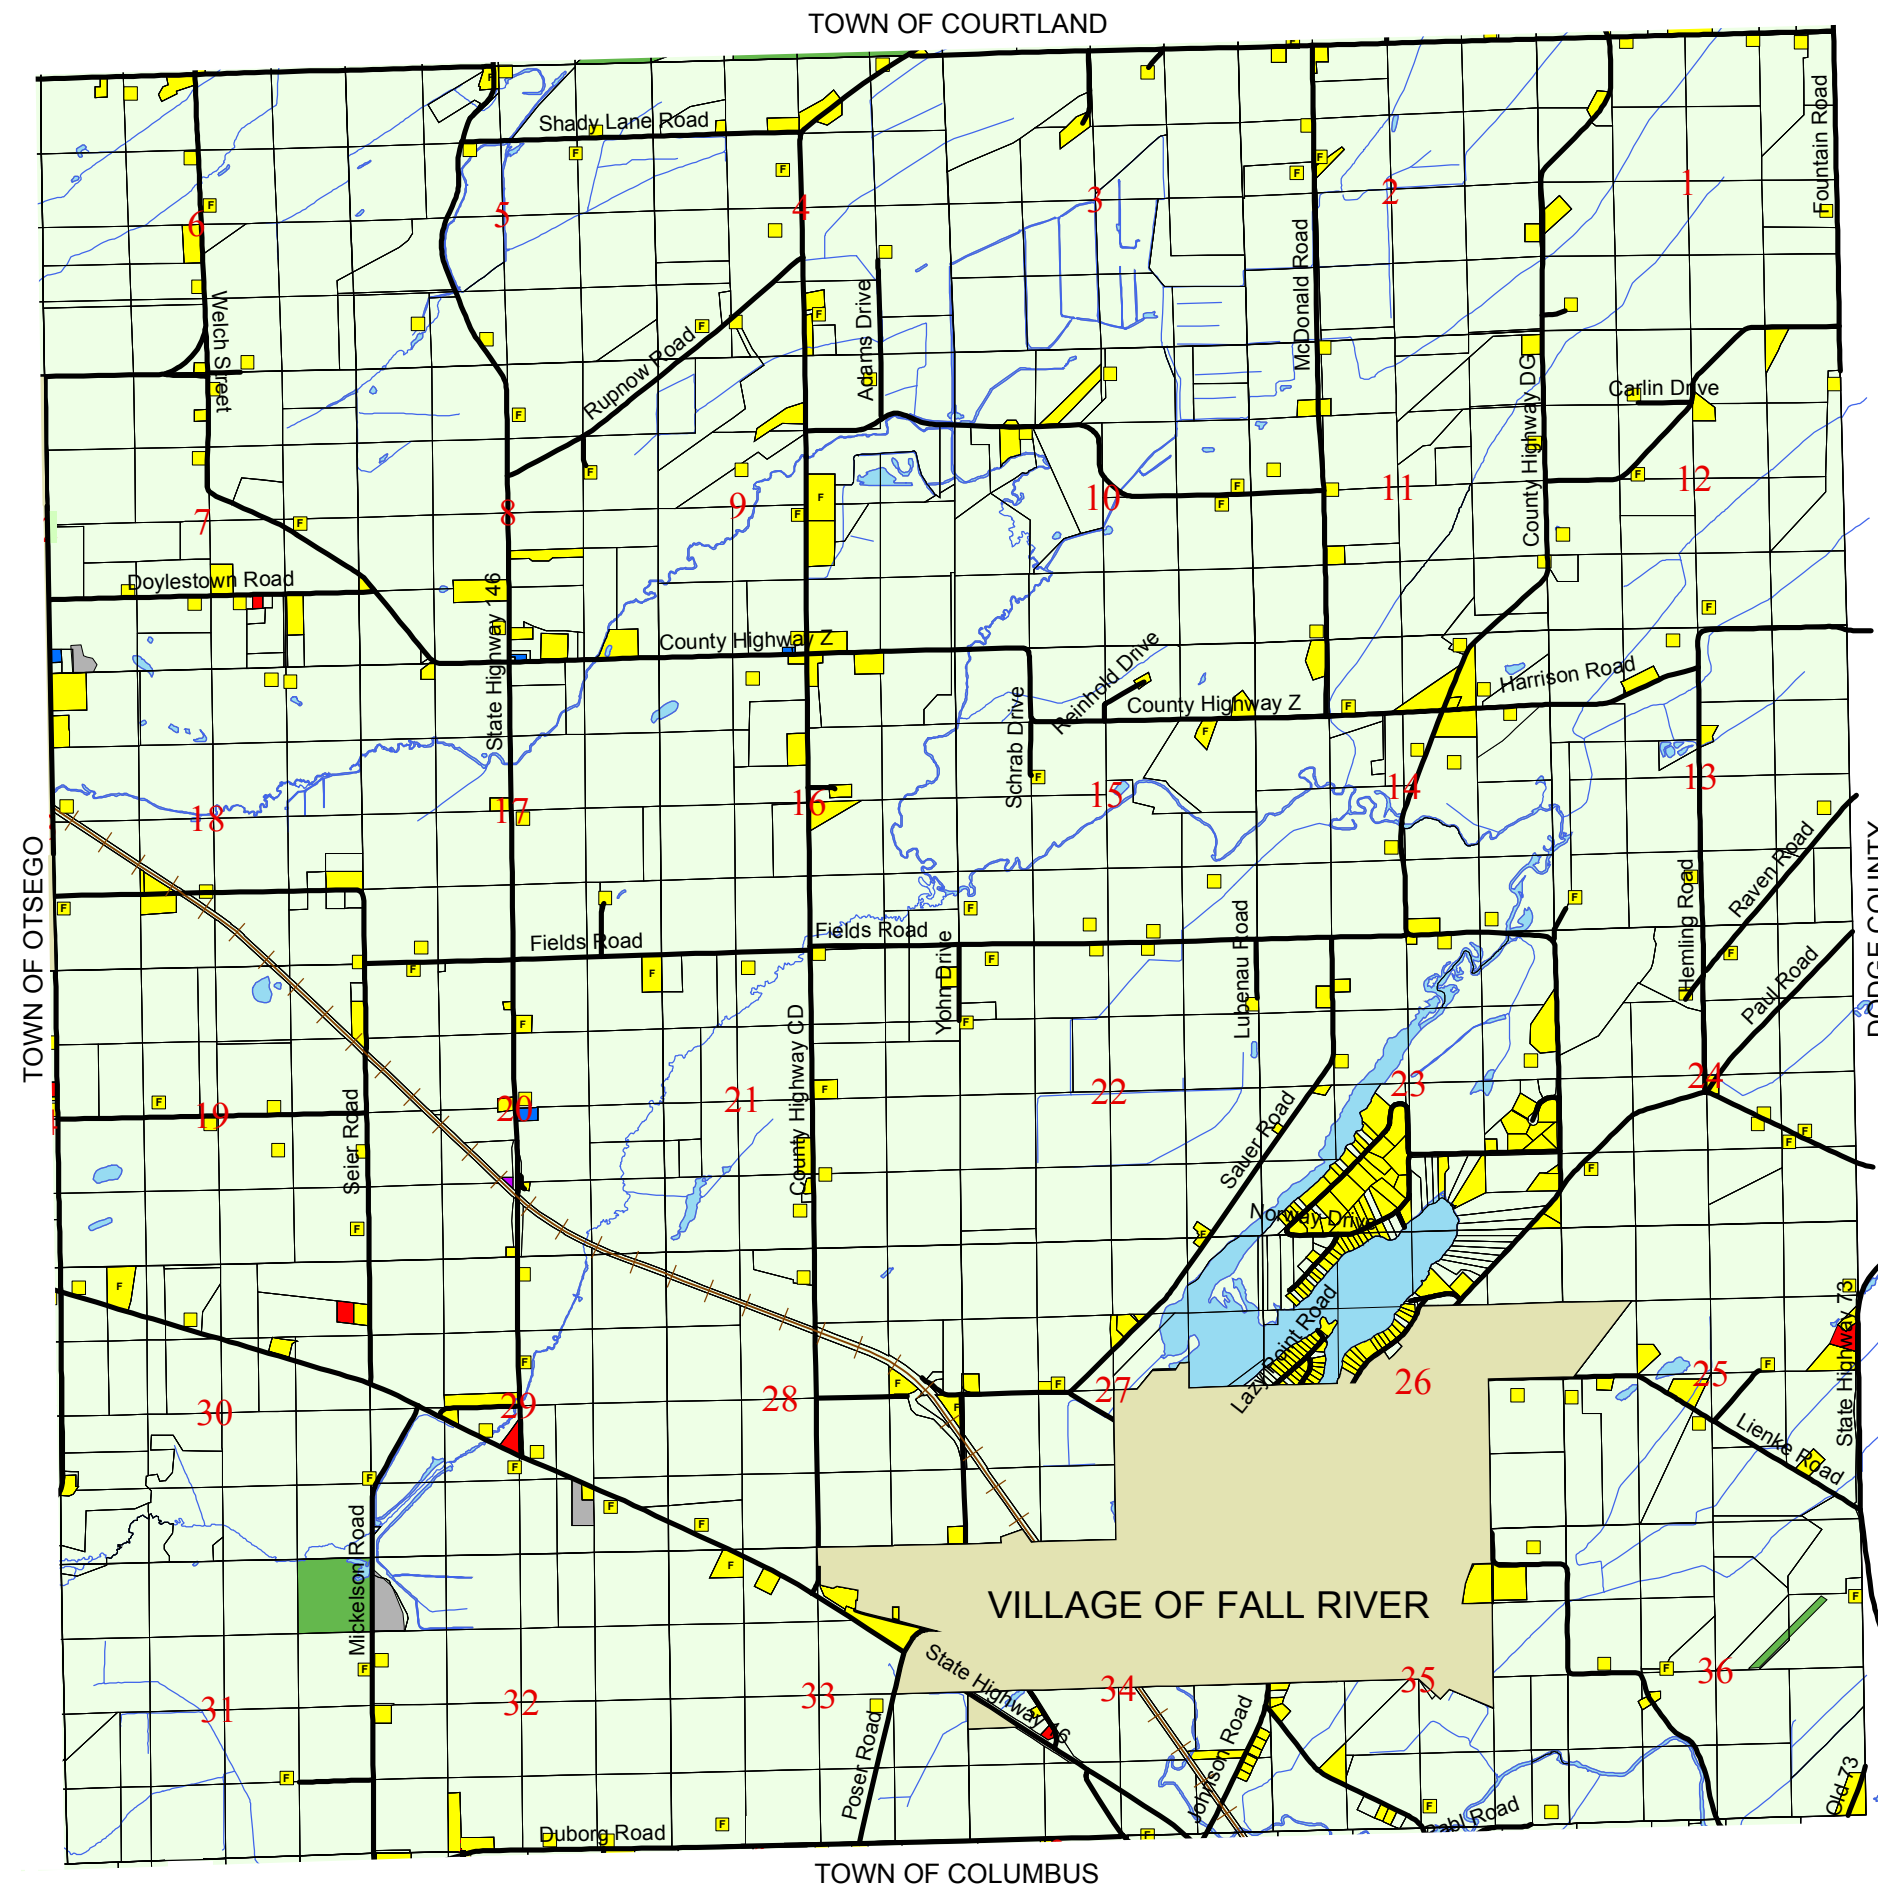 TOWN OF COURTLAND
Shady Lane Road
Fountain Road
6
5
4
3
2
1
Welch Street
Rupnow Road
Adams Drive
McDonald Road
County Highway DG
Carlin Drive
7
8
9
10
11
12
Doylestown Road
State Highway 146
County Highway Z
Schrab Drive
Reinhold Drive
County Highway Z
Harrison Road
18
17
16
15
14
13
TOWN OF OTSEGO
DODGE COUNTY
Fields Road
Fields Road
Yohn Drive
Lubenau Road
Hemling Road
Raven Road
Paul Road
19
20
21
22
23
24
Seier Road
County Highway CD
Sauer Road
Norway Drive
Lazy Point Road
State Highway 73
30
29
28
27
26
25
Lienke Road
Mickelson Road
VILLAGE OF FALL RIVER
31
32
33
34
35
36
State Highway 16
Poser Road
Johnson Road
Old 73
Duborg Road
TOWN OF COLUMBUS
F